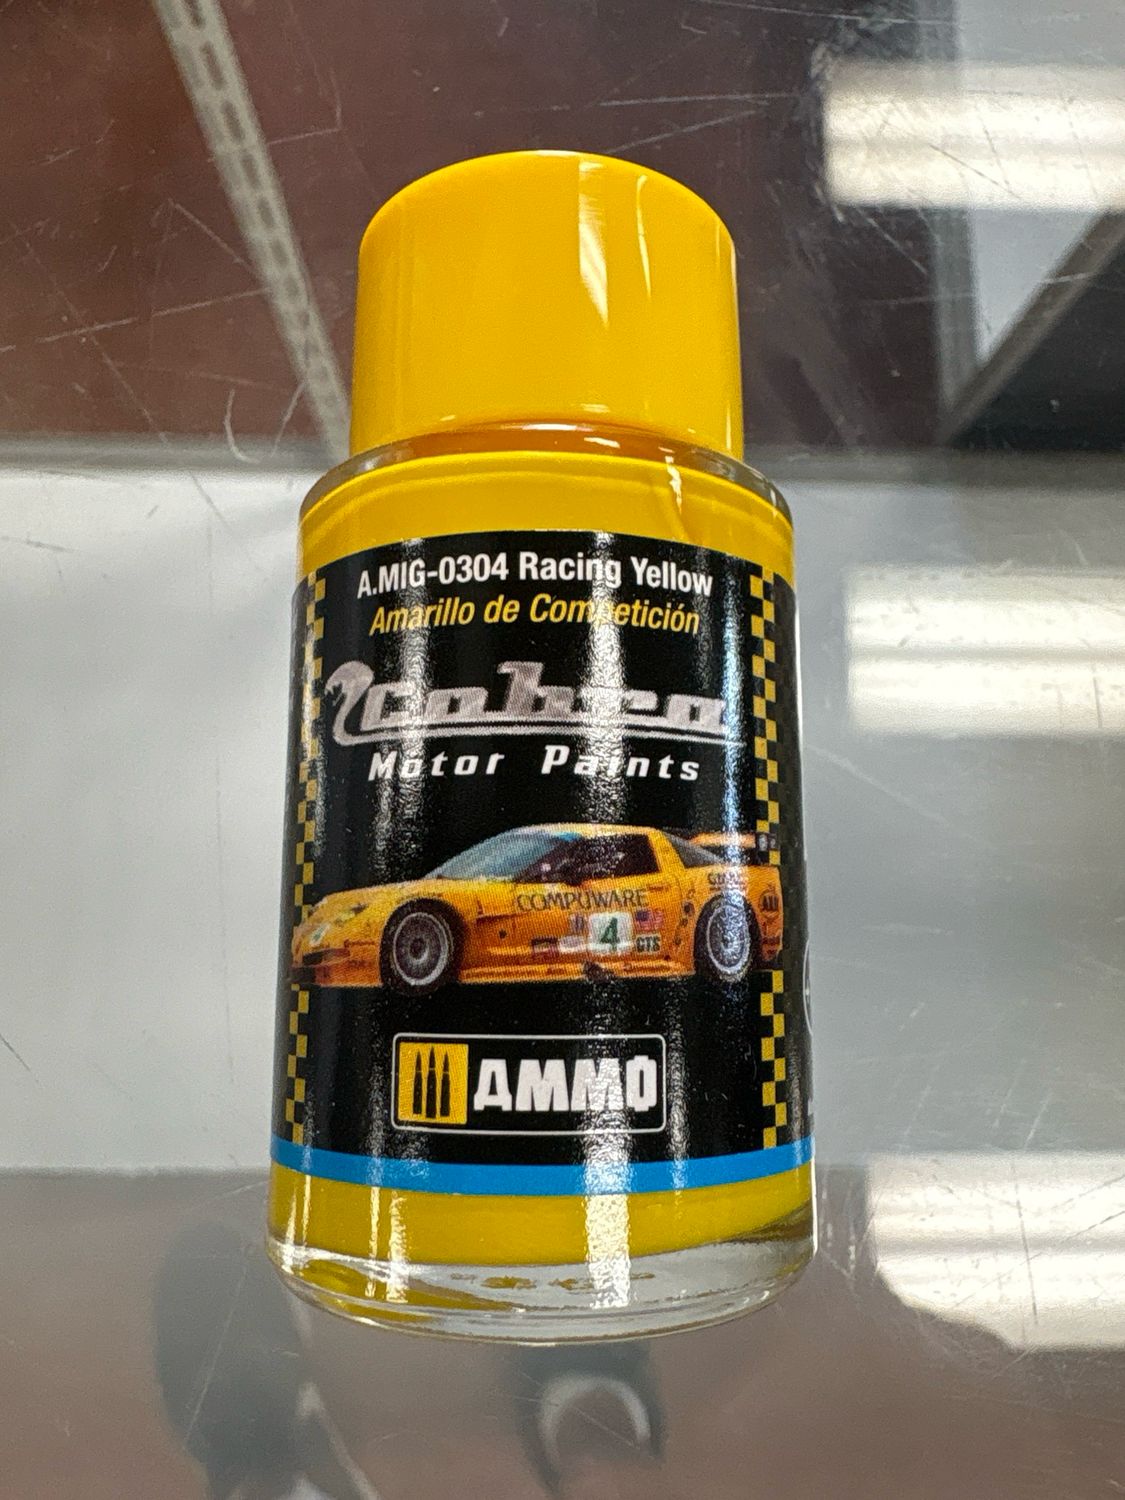 A.MIG-0304 Racing Yellow
Amarillo de Competición
Cobra
Motor Paints
COMPUWARE
4
GTS
AMMO